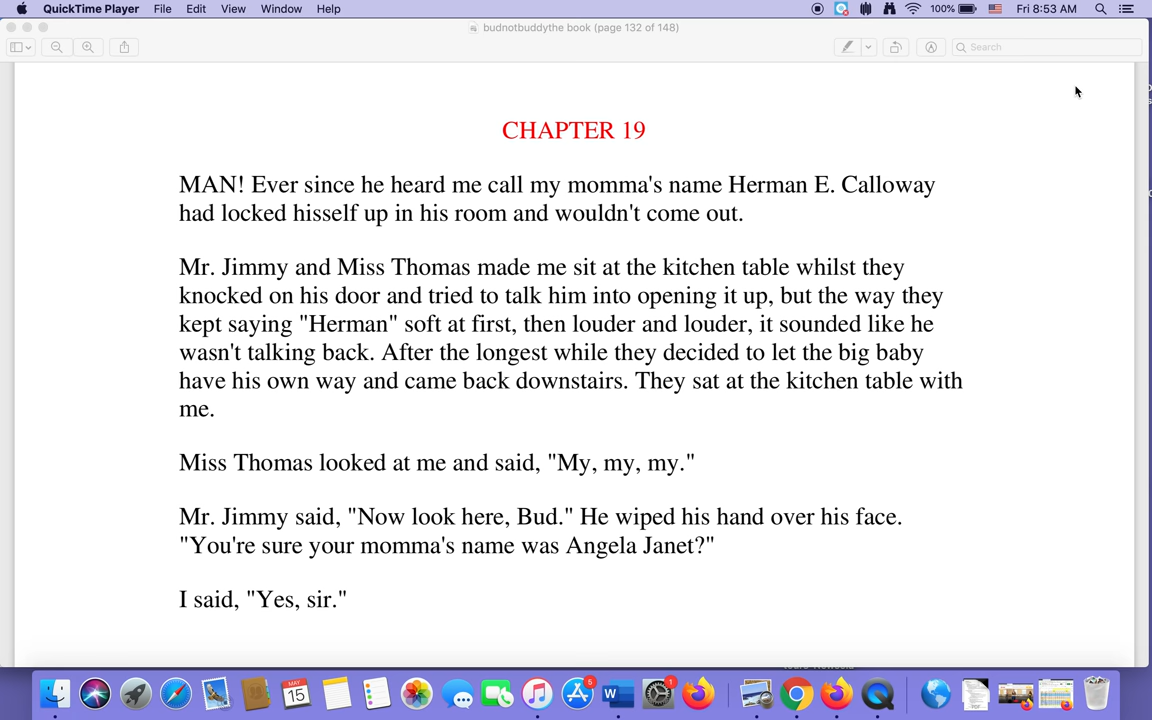 QuickTime Player File Edit View Window Help 100% Fri 8:53 AM
budnotbuddythe book (page 132 of 148)
Search
CHAPTER 19
MAN! Ever since he heard me call my momma's name Herman E. Calloway
had locked hisself up in his room and wouldn't come out.
Mr. Jimmy and Miss Thomas made me sit at the kitchen table whilst they
knocked on his door and tried to talk him into opening it up, but the way they
kept saying "Herman" soft at first, then louder and louder, it sounded like he
wasn't talking back. After the longest while they decided to let the big baby
have his own way and came back downstairs. They sat at the kitchen table with
me.
Miss Thomas looked at me and said, "My, my, my."
Mr. Jimmy said, "Now look here, Bud." He wiped his hand over his face.
"You're sure your momma's name was Angela Janet?"
I said, "Yes, sir."
MAY
15
5
W
1